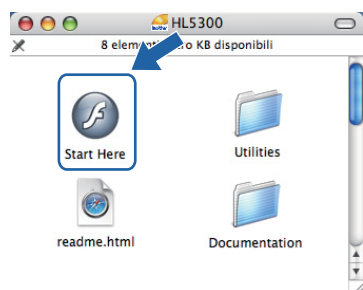 HL5300
8 elementi, o KB disponibili
Start Here
Utilities
readme.html
Documentation